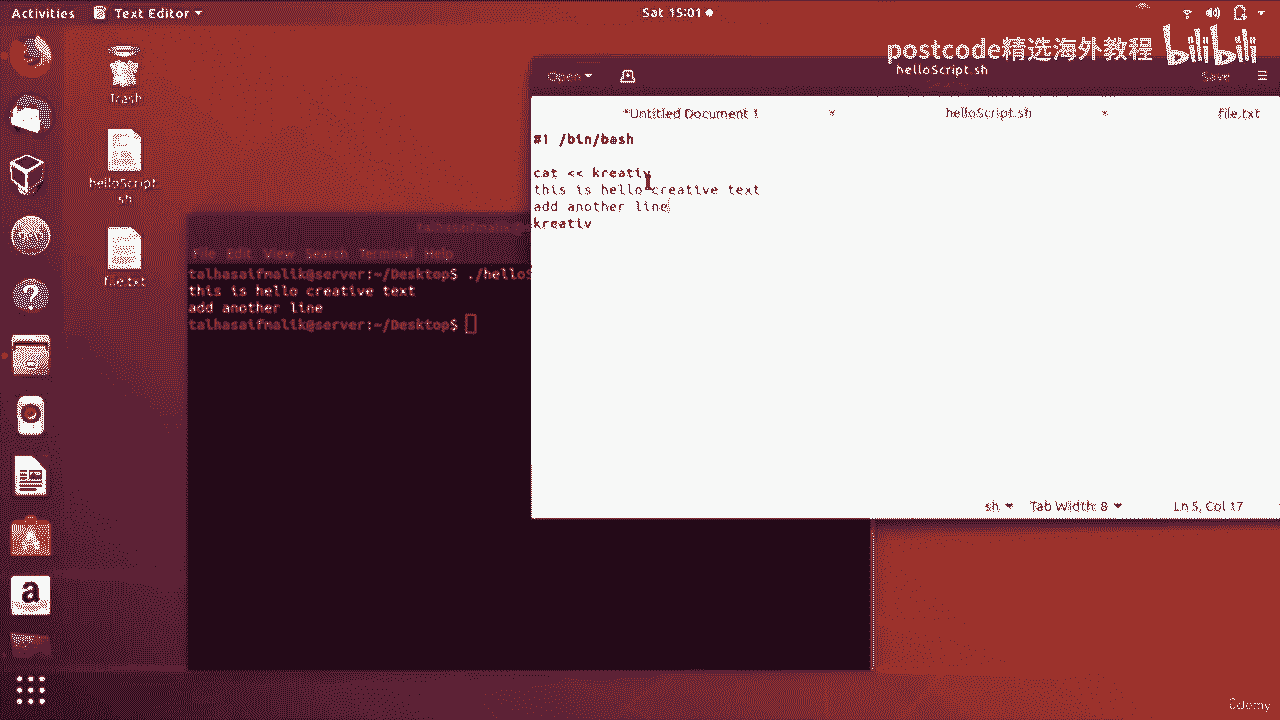 Activities Text Editor Sat 15:01
postcode精选海外教程 bilibili
Open helloScript.sh Save
*Untitled Document 1 × helloScript.sh × file.txt
Trash
helloScript.
sh
file.txt
#! /bin/bash
cat << kreativ
this is hello creative text
add another line
kreativ
sh Tab Width: 8 Ln 5, Col 17
File Edit View Search Terminal Help
talhasaifmalik@server:~/Desktop$ ./hello
this is hello creative text
add another line
talhasaifmalik@server:~/Desktop$
ûdemy